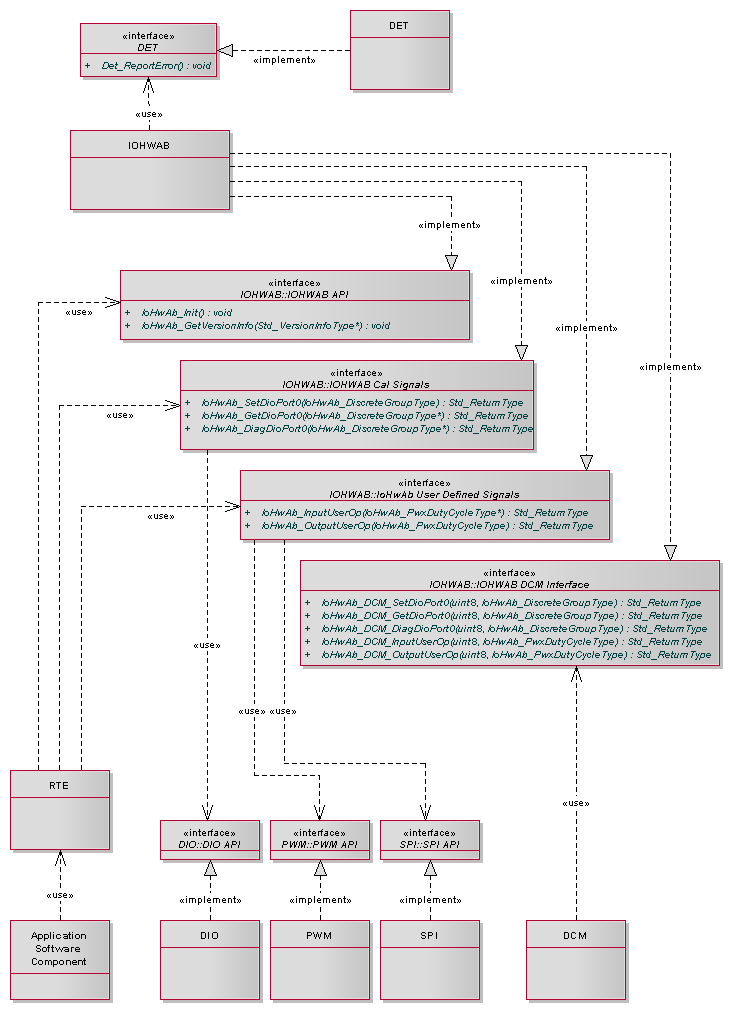 «interface»
DET
+ Det_ReportError() : void
DET
«implement»
«use»
IOHWAB
«implement»
«implement»
«implement»
«implement»
«interface»
IOHWAB::IOHWAB API
+ IoHwAb_Init() : void
+ IoHwAb_GetVersionInfo(Std_VersionInfoType*) : void
«use»
«interface»
IOHWAB::IOHWAB Cal Signals
+ IoHwAb_SetDioPort0(IoHwAb_DiscreteGroupType) : Std_ReturnType
+ IoHwAb_GetDioPort0(IoHwAb_DiscreteGroupType*) : Std_ReturnType
+ IoHwAb_DiagDioPort0(IoHwAb_DiscreteGroupType*) : Std_ReturnType
«use»
«interface»
IOHWAB::IoHwAb User Defined Signals
+ IoHwAb_InputUserOp(IoHwAb_PwxDutyCycleType*) : Std_ReturnType
+ IoHwAb_OutputUserOp(IoHwAb_PwxDutyCycleType) : Std_ReturnType
«use»
«interface»
IOHWAB::IOHWAB DCM Interface
+ IoHwAb_DCM_SetDioPort0(uint8, IoHwAb_DiscreteGroupType) : Std_ReturnType
+ IoHwAb_DCM_GetDioPort0(uint8, IoHwAb_DiscreteGroupType) : Std_ReturnType
+ IoHwAb_DCM_DiagDioPort0(uint8, IoHwAb_DiscreteGroupType) : Std_ReturnType
+ IoHwAb_DCM_InputUserOp(uint8, IoHwAb_PwxDutyCycleType) : Std_ReturnType
+ IoHwAb_DCM_OutputUserOp(uint8, IoHwAb_PwxDutyCycleType) : Std_ReturnType
«use»
«use»
«use»
«use»
RTE
«interface»
DIO::DIO API
«interface»
PWM::PWM API
«interface»
SPI::SPI API
«use»
«implement»
«implement»
«implement»
Application
Software
Component
DIO
PWM
SPI
DCM